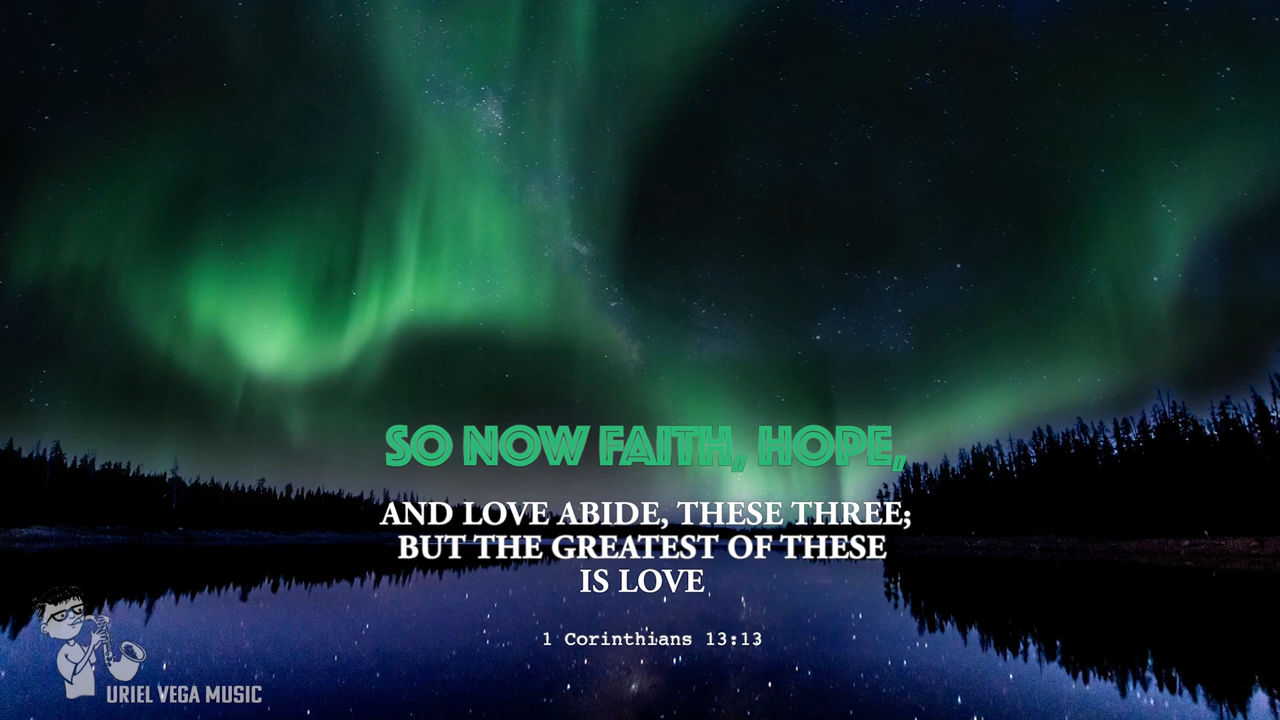 SO NOW FAITH, HOPE,
AND LOVE ABIDE, THESE THREE;
BUT THE GREATEST OF THESE
IS LOVE
1 Corinthians 13:13
URIEL VEGA MUSIC